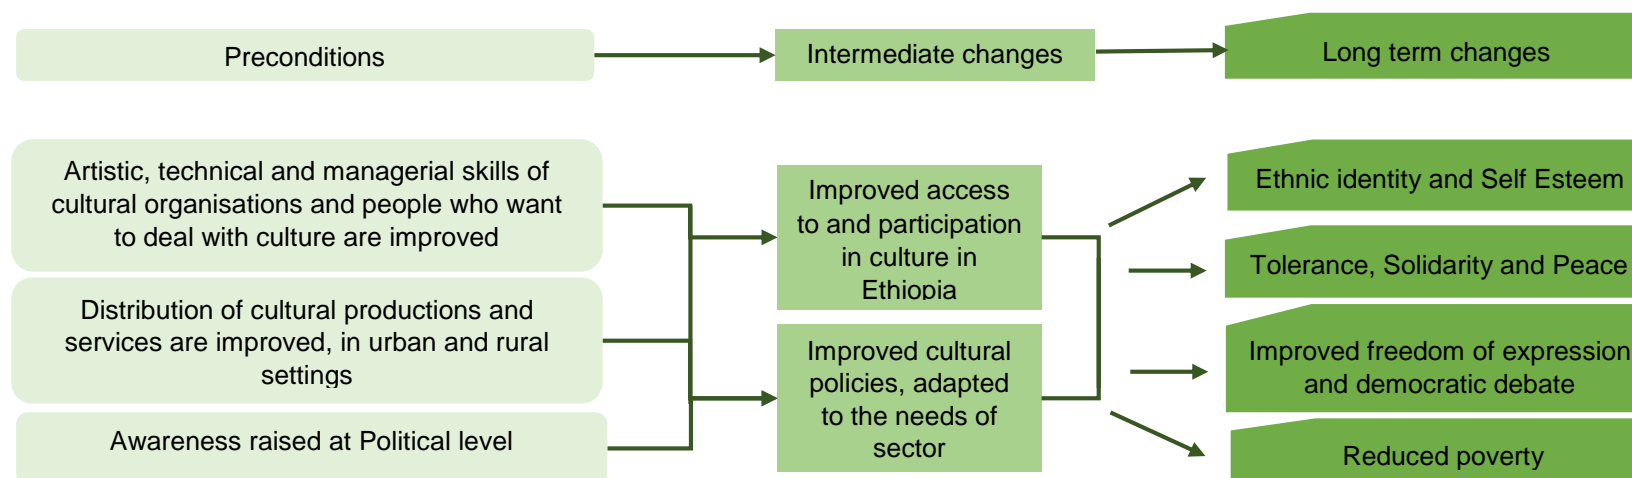 Preconditions
Intermediate changes
Long term changes
Artistic, technical and managerial skills of
cultural organisations and people who want
to deal with culture are improved
Distribution of cultural productions and
services are improved, in urban and rural
settings
Awareness raised at Political level
Improved access
to and participation
in culture in
Ethiopia
Improved cultural
policies, adapted
to the needs of
sector
Ethnic identity and Self Esteem
Tolerance, Solidarity and Peace
Improved freedom of expression
and democratic debate
Reduced poverty